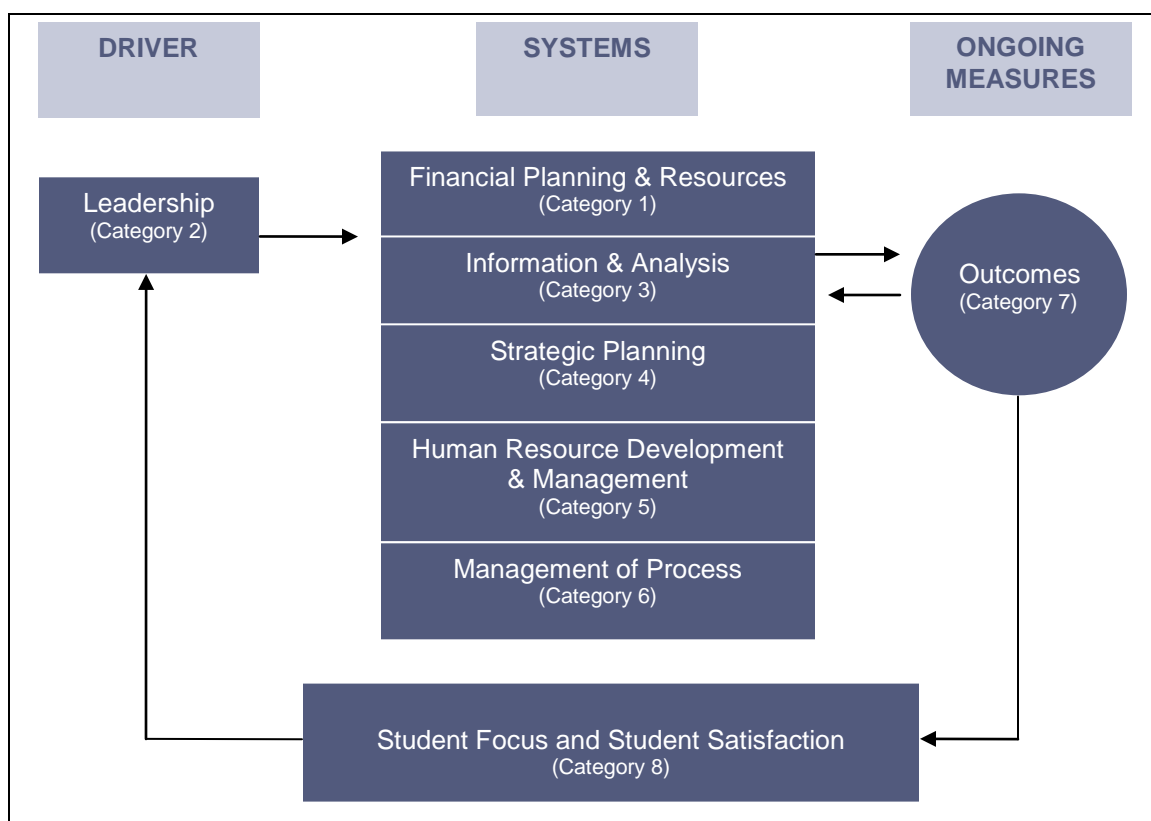 DRIVER
SYSTEMS
ONGOING
MEASURES
Leadership
(Category 2)
Financial Planning & Resources
(Category 1)
Information & Analysis
(Category 3)
Strategic Planning
(Category 4)
Human Resource Development
& Management
(Category 5)
Management of Process
(Category 6)
Outcomes
(Category 7)
Student Focus and Student Satisfaction
(Category 8)